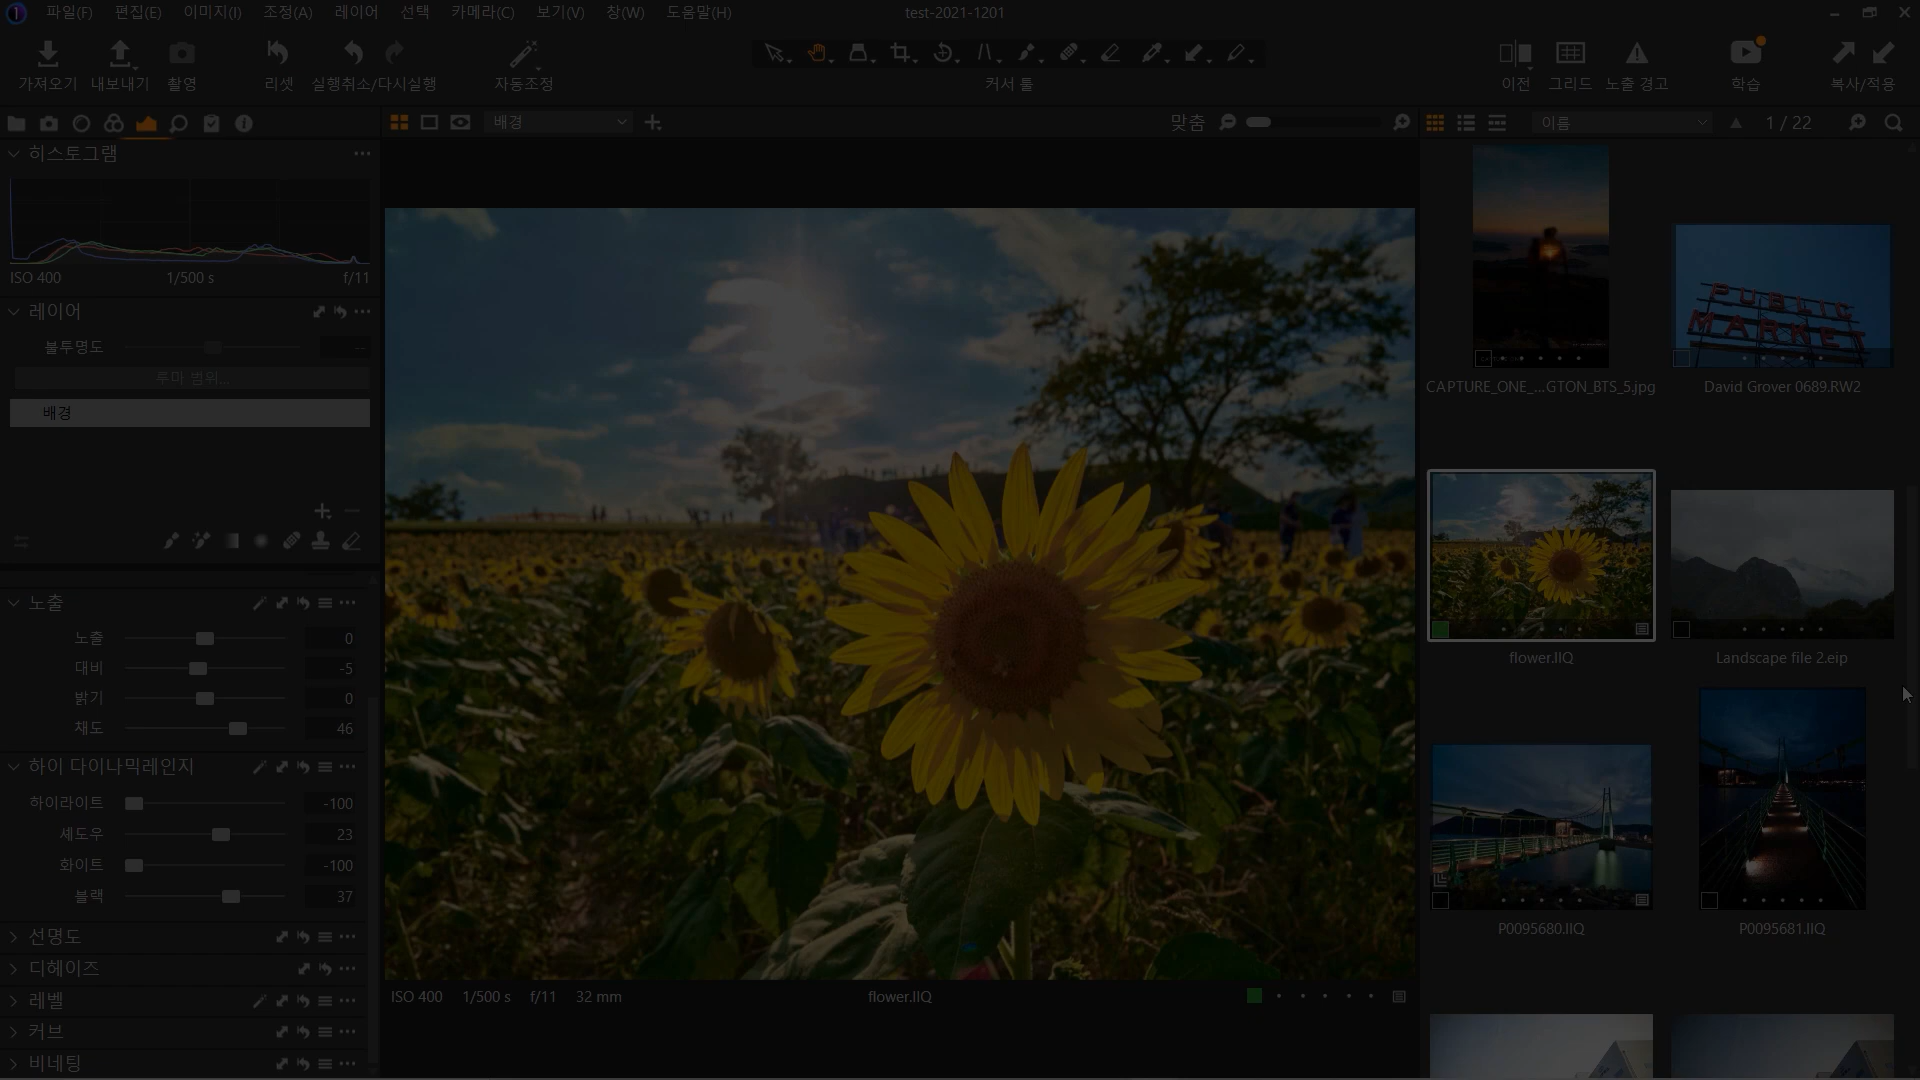 파일(F) 편집(E) 이미지(I) 조정(A) 레이어 선택 카메라(C) 보기(V) 창(W) 도움말(H) test-2021-1201
가져오기 내보내기 촬영 리셋 실행취소/다시실행 자동조정 커서 툴 이전 그리드 노출 경고 학습 복사/적용
배경 맞춤 이름 1 / 22
히스토그램
ISO 400 1/500 s f/11
레이어
불투명도
루마 범위...
배경
노출
노출 0
대비 -5
밝기 0
채도 46
하이 다이나믹레인지
하이라이트 -100
셰도우 23
화이트 -100
블랙 37
선명도
디헤이즈
레벨
커브
비네팅
ISO 400 1/500 s f/11 32 mm flower.IIQ
PUBLIC
MARKET
CAPTURE_ONE_...GTON_BTS_5.jpg David Grover 0689.RW2
flower.IIQ Landscape file 2.eip
P0095680.IIQ P0095681.IIQ